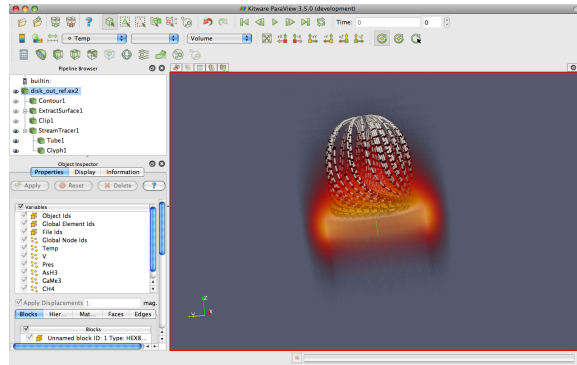 Kitware ParaView 3.5.0 (development)
Time: 0
0
Temp
Volume
Pipeline Browser
builtin:
disk_out_ref.ex2
Contour1
ExtractSurface1
Clip1
StreamTracer1
Tube1
Glyph1
Object Inspector
Properties Display Information
Apply Reset Delete ?
Variables
Object Ids
Global Element Ids
File Ids
Global Node Ids
Temp
V
Pres
AsH3
GaMe3
CH4
Apply Displacements 1 mag.
Blocks Hier... Mat... Faces Edges
Blocks
Unnamed block ID: 1 Type: HEX8...
Z
Y